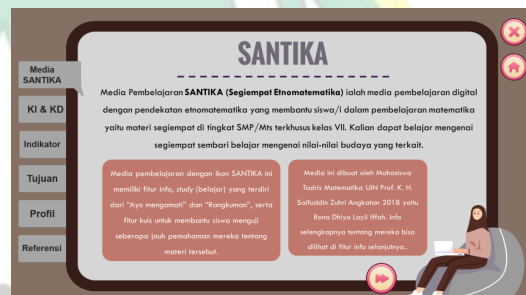 SANTIKA
Media
SANTIKA
KI & KD
Indikator
Tujuan
Profil
Referensi
Media Pembelajaran SANTIKA (Segiempat Etnomatematika) ialah media pembelajaran digital
dengan pendekatan etnomatematika yang membantu siswa/i dalam pembelajaran matematika
yaitu materi segiempat di tingkat SMP/Mts terkhusus kelas VII. Kalian dapat belajar mengenai
segiempat sembari belajar mengenai nilai-nilai budaya yang terkait.
Media pembelajaran dengan ikon SANTIKA ini
memiliki fitur info, study (belajar) yang terdiri
dari “Ayo mengamati” dan “Rangkuman”, serta
fitur kuis untuk membantu siswa menguji
seberapa jauh pemahaman mereka tentang
materi tersebut.
Media ini dibuat oleh Mahasiswa
Tadris Matematika UIN Prof. K. H.
Saifuddin Zuhri Angkatan 2018 yaitu
Rona Dhiya Layli Iffah. Info
selengkapnya tentang mereka bisa
dilihat di fitur info selanjutnya..